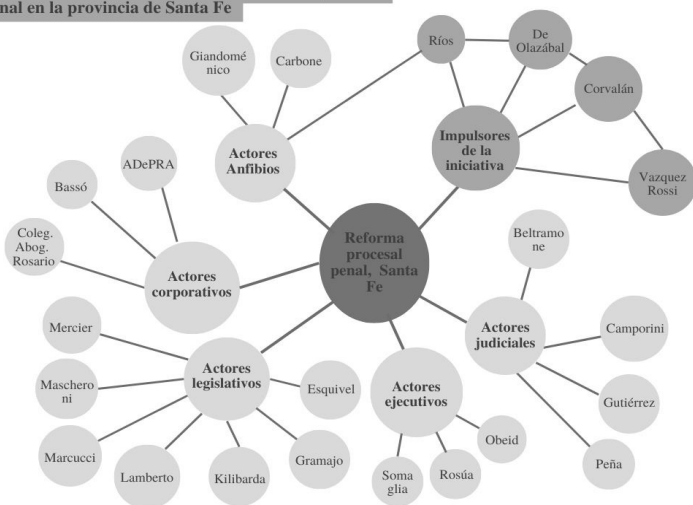 nal en la provincia de Santa Fe
Giandomé
nico
Carbone
Ríos
De
Olazábal
Corvalán
Vazquez
Rossi
Impulsores
de la
iniciativa
Actores
Anfibios
ADePRA
Bassó
Coleg.
Abog.
Rosario
Actores
corporativos
Reforma
procesal
penal, Santa
Fe
Beltramo
ne
Actores
judiciales
Camporini
Gutiérrez
Peña
Mercier
Maschero
ni
Marcucci
Lamberto
Kilibarda
Gramajo
Esquivel
Actores
legislativos
Actores
ejecutivos
Obeid
Rosúa
Soma
glia